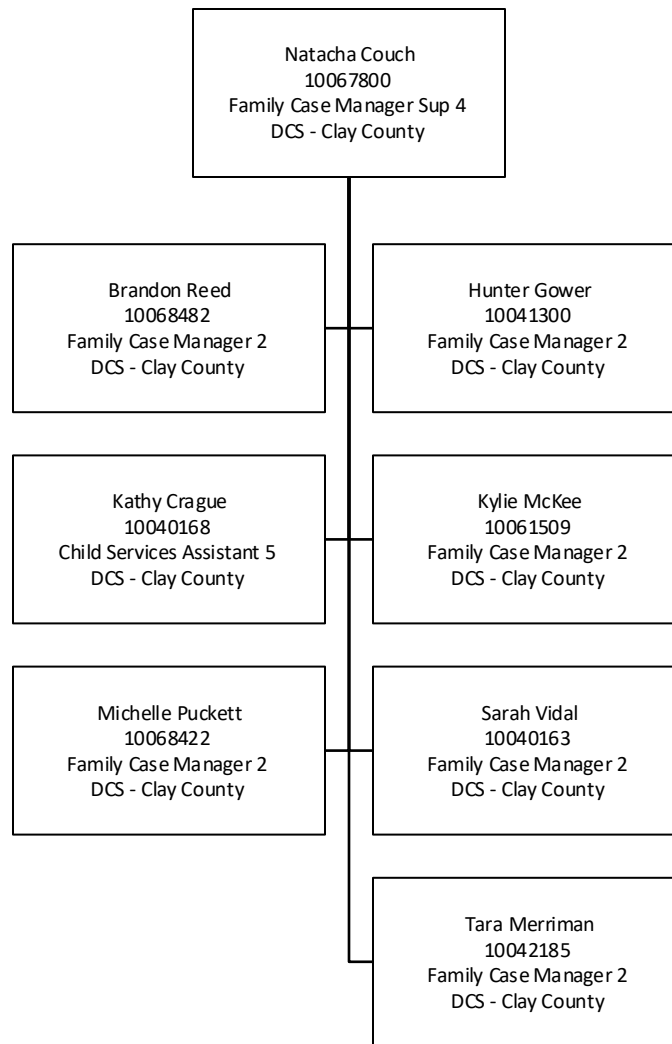 Natacha Couch
10067800
Family Case Manager Sup 4
DCS - Clay County
Brandon Reed
10068482
Family Case Manager 2
DCS - Clay County
Hunter Gower
10041300
Family Case Manager 2
DCS - Clay County
Kathy Crague
10040168
Child Services Assistant 5
DCS - Clay County
Kylie McKee
10061509
Family Case Manager 2
DCS - Clay County
Michelle Puckett
10068422
Family Case Manager 2
DCS - Clay County
Sarah Vidal
10040163
Family Case Manager 2
DCS - Clay County
Tara Merriman
10042185
Family Case Manager 2
DCS - Clay County